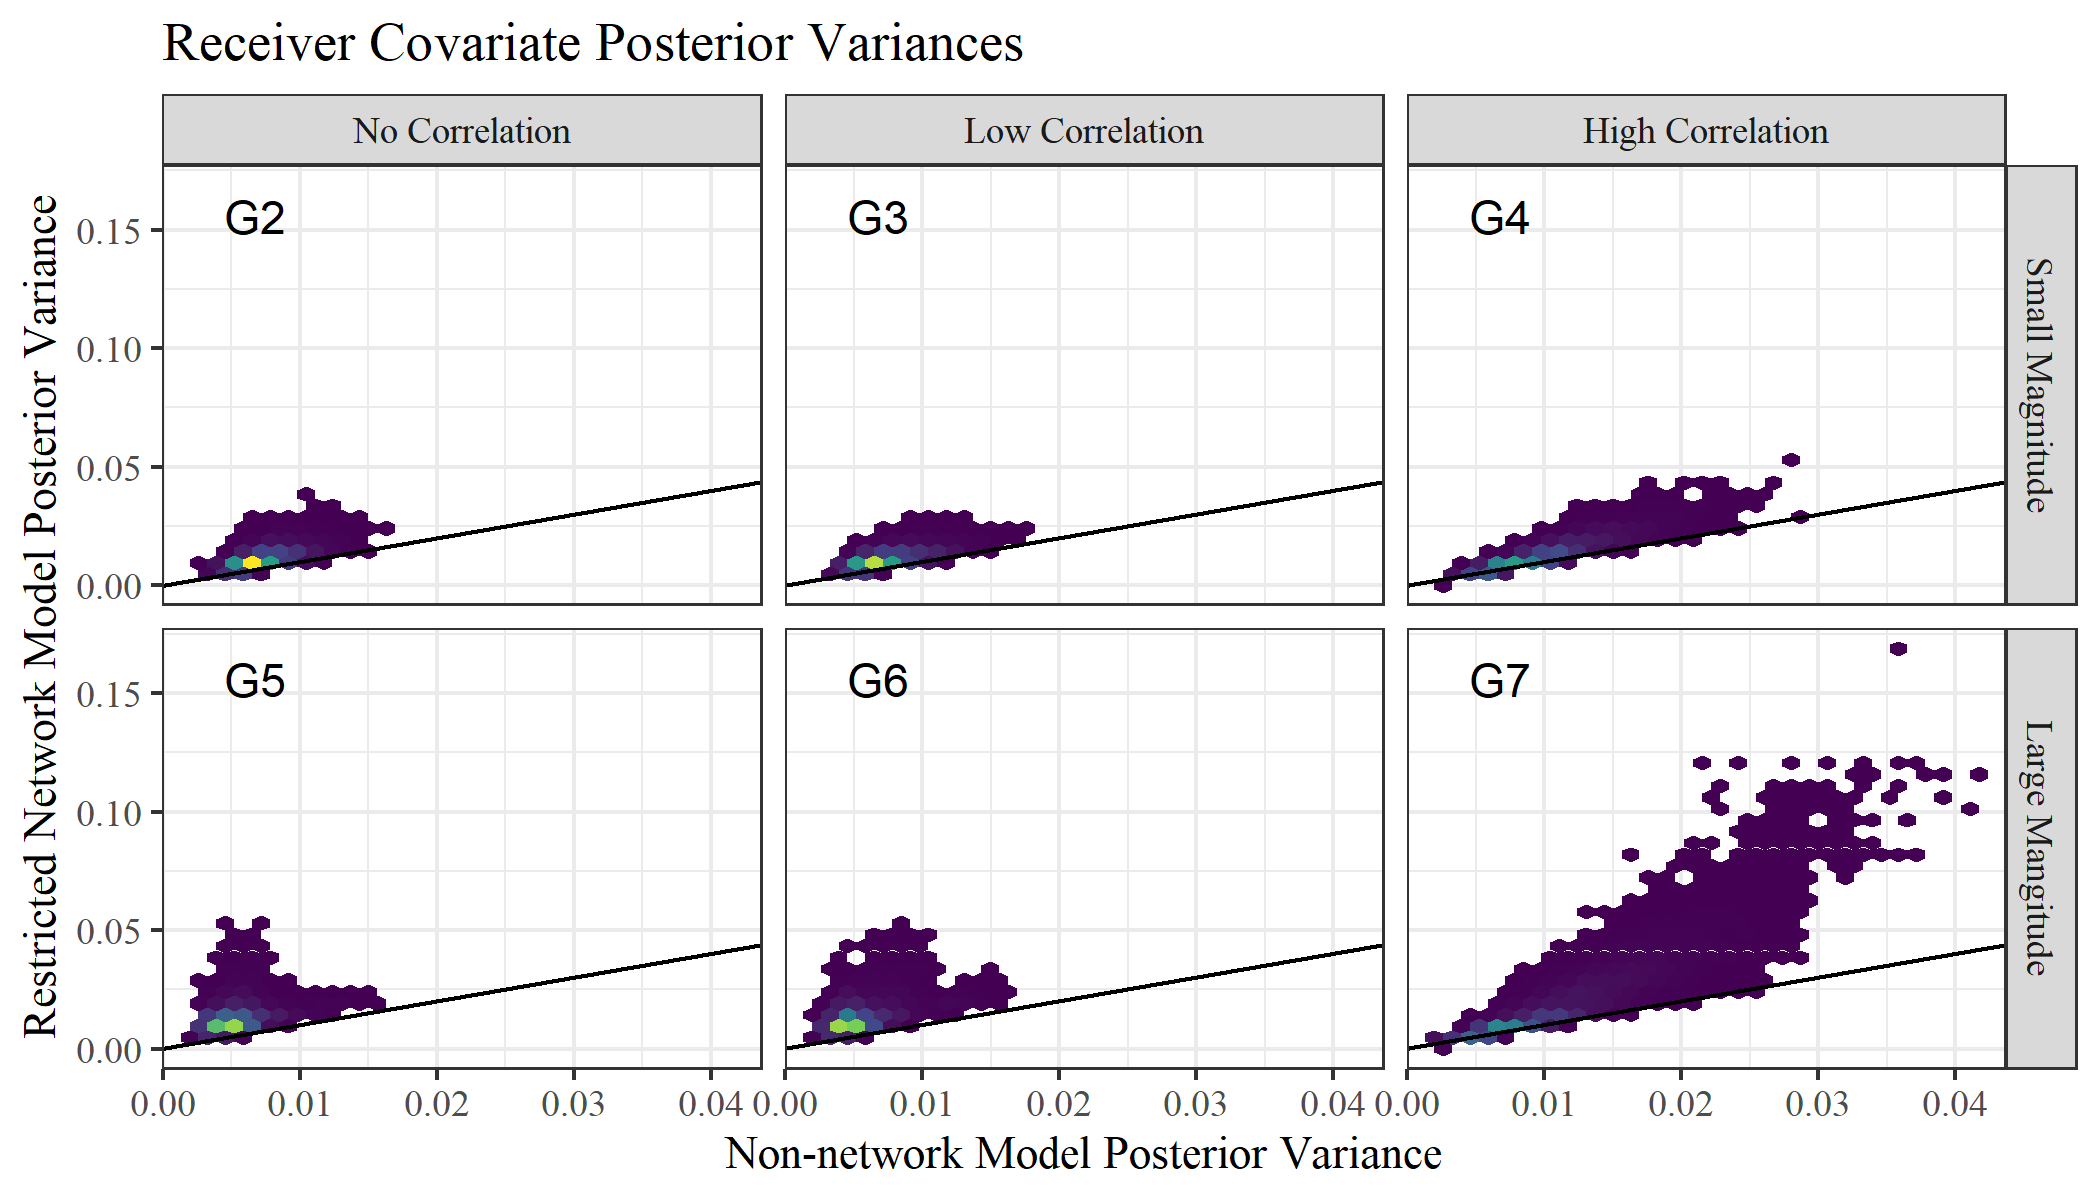 Receiver Covariate Posterior Variances
No Correlation
Low Correlation
High Correlation
G2
G3
G4
0.15
0.10
0.05
0.00
Small Magnitude
G5
G6
G7
0.15
0.10
0.05
0.00
Large Mangitude
Restricted Network Model Posterior Variance
0.00 0.01 0.02 0.03 0.04 0.00 0.01 0.02 0.03 0.04 0.00 0.01 0.02 0.03 0.04
Non-network Model Posterior Variance